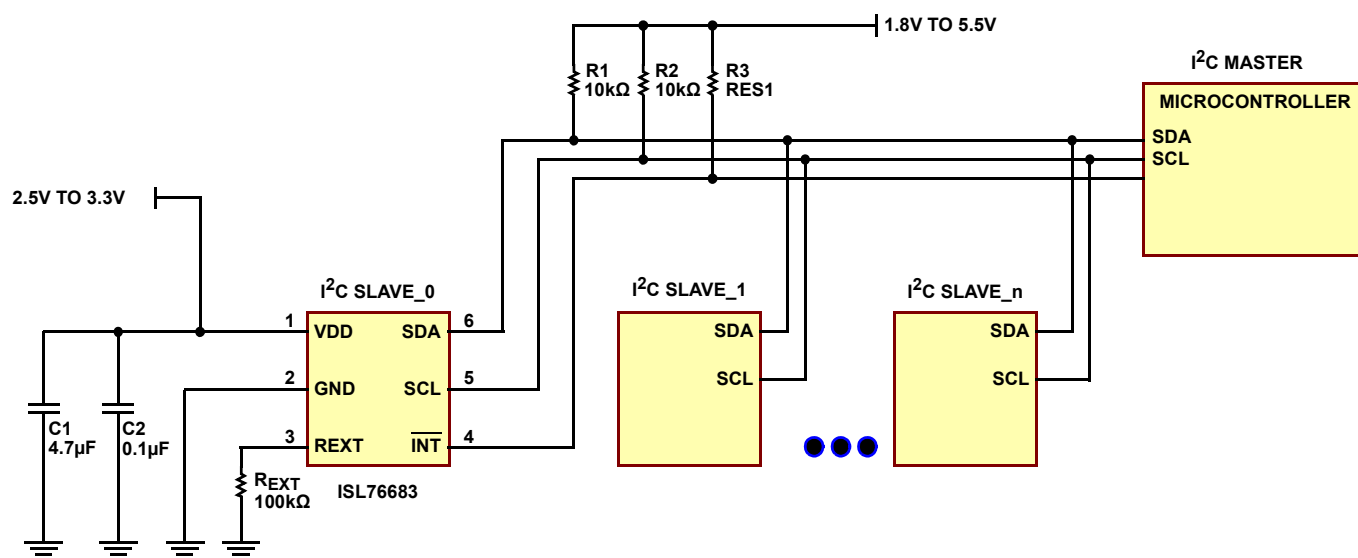 1.8V TO 5.5V
R1
10kΩ
R2
10kΩ
R3
RES1
I²C MASTER
MICROCONTROLLER
SDA
SCL
2.5V TO 3.3V
I²C SLAVE_0
1
VDD
SDA
6
2
GND
SCL
5
3
REXT
I̅N̅T̅
4
ISL76683
C1
4.7µF
C2
0.1µF
REXT
100kΩ
I²C SLAVE_1
SDA
SCL
I²C SLAVE_n
SDA
SCL